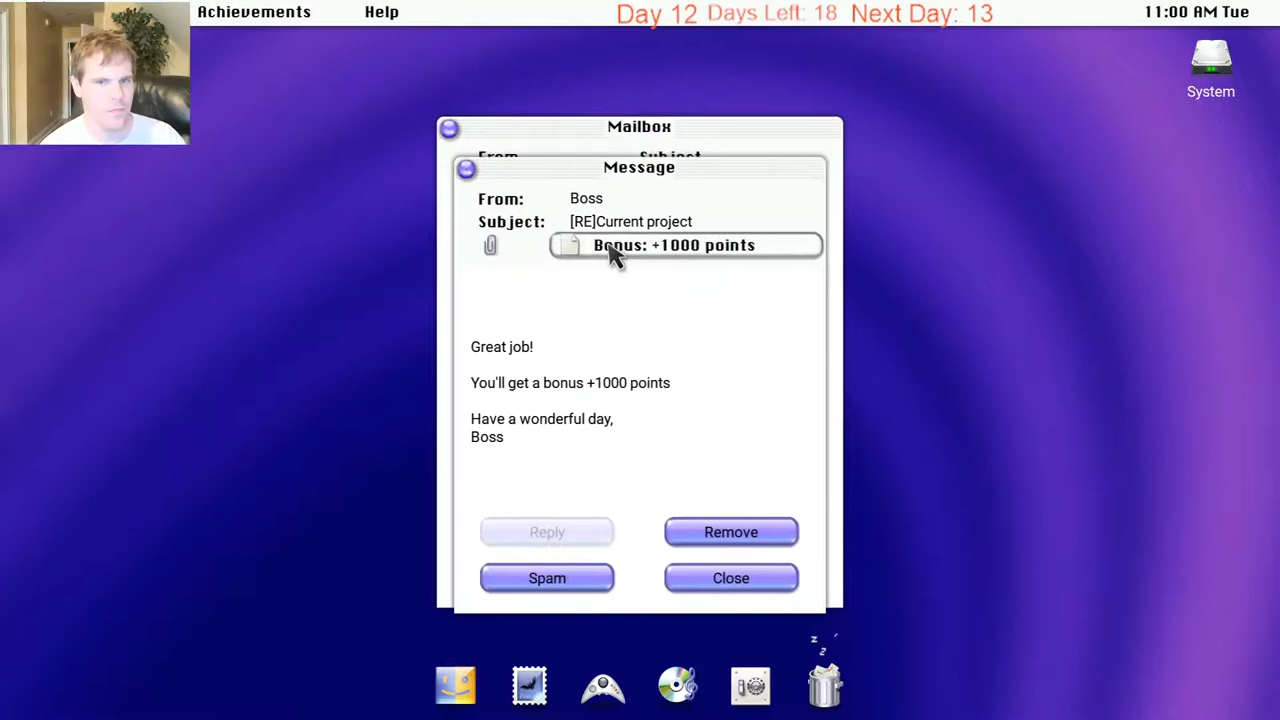 Achievements Help Day 12 Days Left: 18 Next Day: 13 11:00 AM Tue
System
Mailbox
From Subject
Message
From: Boss
Subject: [RE]Current project
Bonus: +1000 points
Great job!
You'll get a bonus +1000 points
Have a wonderful day,
Boss
Reply Remove
Spam Close
z
z